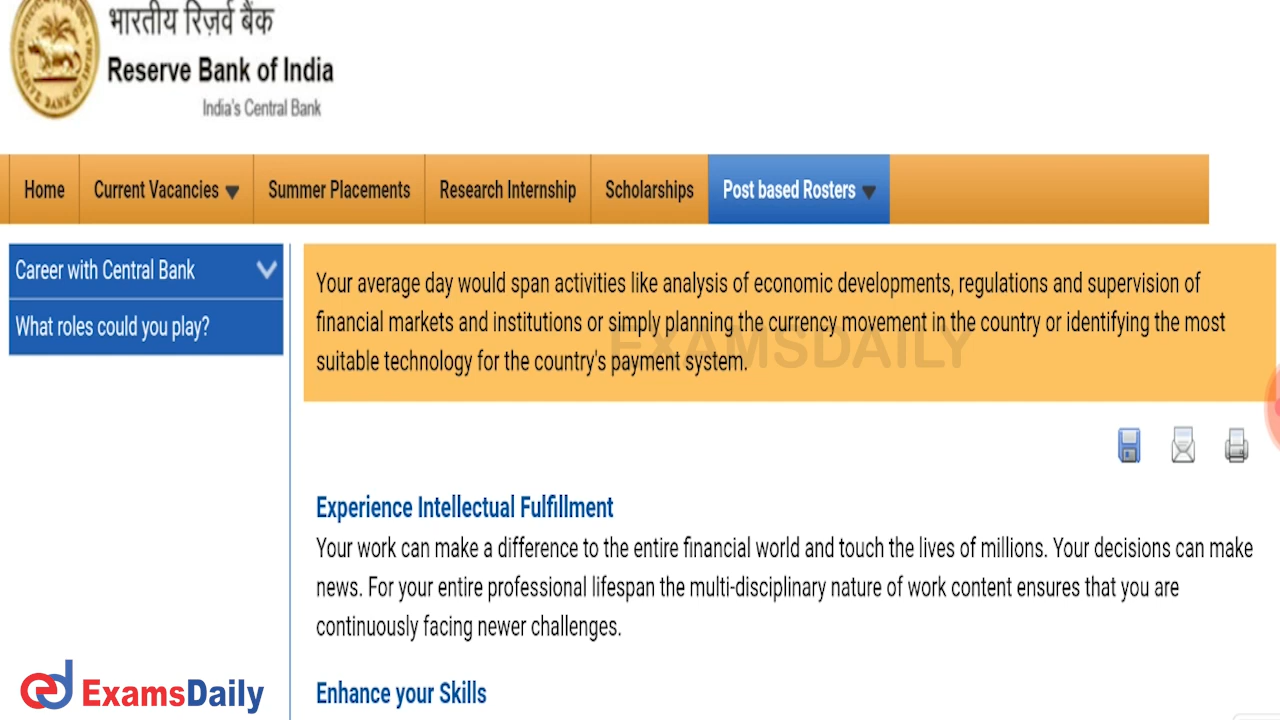 भारतीय रिज़र्व बैंक
Reserve Bank of India
India's Central Bank
Home
Current Vacancies
Summer Placements
Research Internship
Scholarships
Post based Rosters
Career with Central Bank
What roles could you play?
Your average day would span activities like analysis of economic developments, regulations and supervision of
financial markets and institutions or simply planning the currency movement in the country or identifying the most
suitable technology for the country's payment system.
EXAMSDAILY
Experience Intellectual Fulfillment
Your work can make a difference to the entire financial world and touch the lives of millions. Your decisions can make
news. For your entire professional lifespan the multi-disciplinary nature of work content ensures that you are
continuously facing newer challenges.
Enhance your Skills
ed ExamsDaily